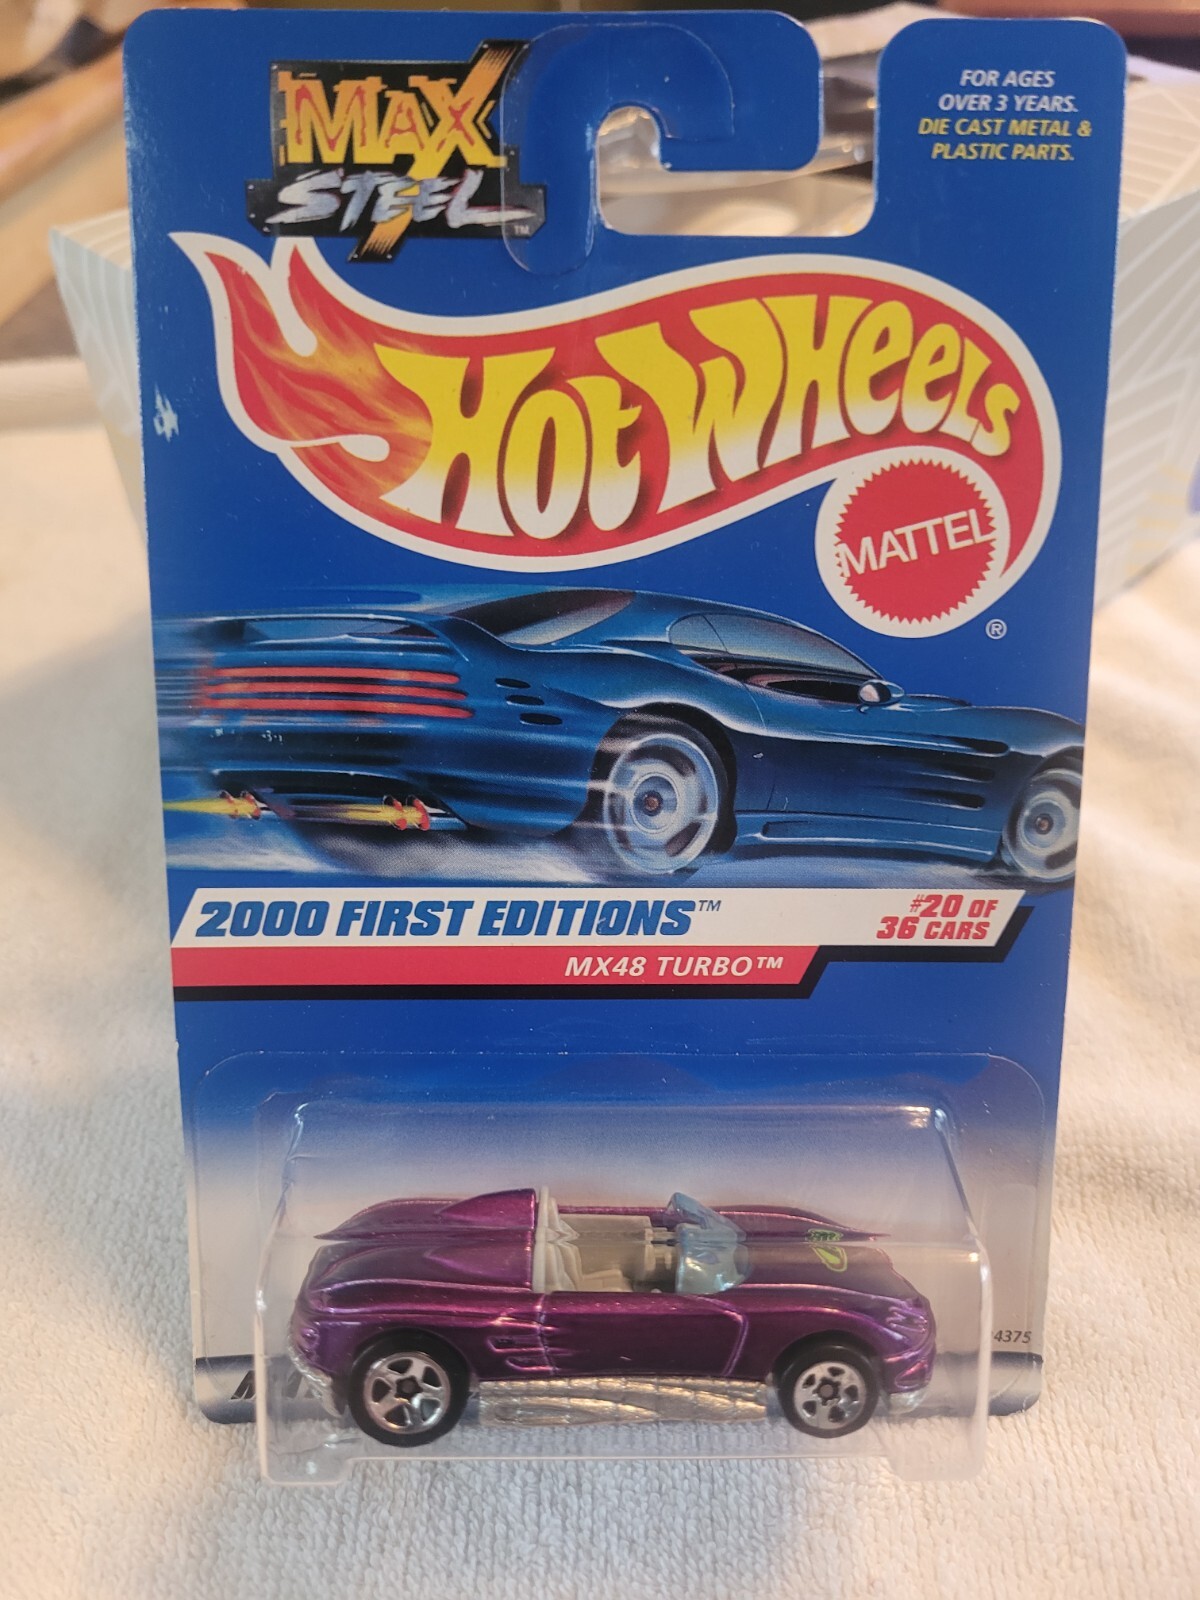 MAX
STEEL
TM
FOR AGES
OVER 3 YEARS.
DIE CAST METAL &
PLASTIC PARTS.
HOT WHEELS
MATTEL
®
2000 FIRST EDITIONS™
#20 OF
36 CARS
MX48 TURBO™
4375